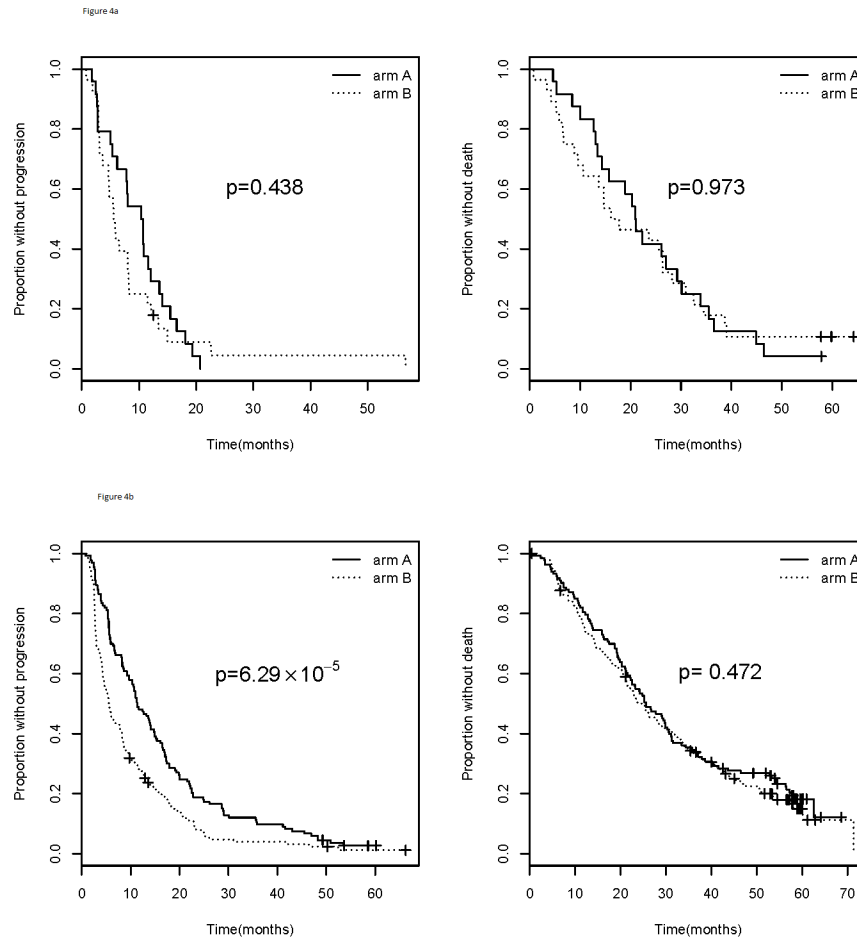 Figure 4a
arm A
arm B
p=0.438
Proportion without progression
0.0 0.2 0.4 0.6 0.8 1.0
0 10 20 30 40 50
Time(months)
arm A
arm B
p=0.973
Proportion without death
0.0 0.2 0.4 0.6 0.8 1.0
0 10 20 30 40 50 60
Time(months)
Figure 4b
arm A
arm B
p=6.29×10⁻⁵
Proportion without progression
0.0 0.2 0.4 0.6 0.8 1.0
0 10 20 30 40 50 60
Time(months)
arm A
arm B
p= 0.472
Proportion without death
0.0 0.2 0.4 0.6 0.8 1.0
0 10 20 30 40 50 60 70
Time(months)